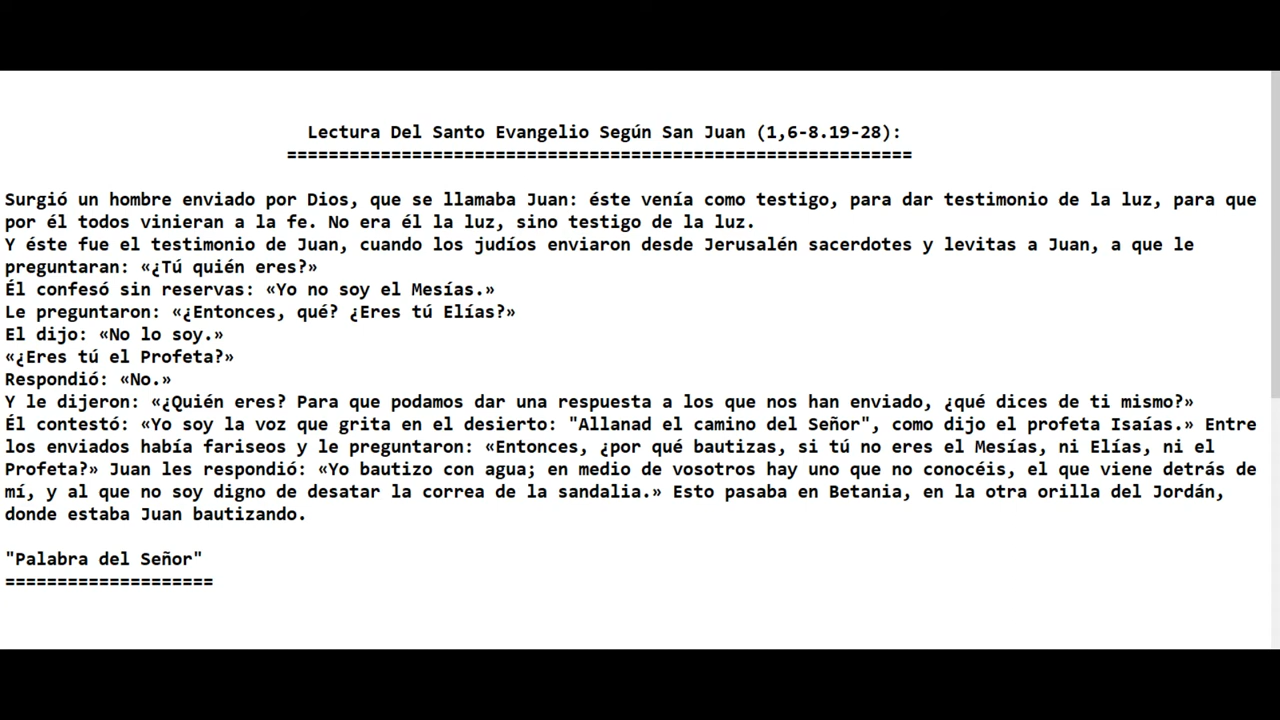 Lectura Del Santo Evangelio Según San Juan (1,6-8.19-28):
============================================================
Surgió un hombre enviado por Dios, que se llamaba Juan: éste venía como testigo, para dar testimonio de la luz, para que
por él todos vinieran a la fe. No era él la luz, sino testigo de la luz.
Y éste fue el testimonio de Juan, cuando los judíos enviaron desde Jerusalén sacerdotes y levitas a Juan, a que le
preguntaran: «¿Tú quién eres?»
Él confesó sin reservas: «Yo no soy el Mesías.»
Le preguntaron: «¿Entonces, qué? ¿Eres tú Elías?»
El dijo: «No lo soy.»
«¿Eres tú el Profeta?»
Respondió: «No.»
Y le dijeron: «¿Quién eres? Para que podamos dar una respuesta a los que nos han enviado, ¿qué dices de ti mismo?»
Él contestó: «Yo soy la voz que grita en el desierto: "Allanad el camino del Señor", como dijo el profeta Isaías.» Entre
los enviados había fariseos y le preguntaron: «Entonces, ¿por qué bautizas, si tú no eres el Mesías, ni Elías, ni el
Profeta?» Juan les respondió: «Yo bautizo con agua; en medio de vosotros hay uno que no conocéis, el que viene detrás de
mí, y al que no soy digno de desatar la correa de la sandalia.» Esto pasaba en Betania, en la otra orilla del Jordán,
donde estaba Juan bautizando.
"Palabra del Señor"
====================